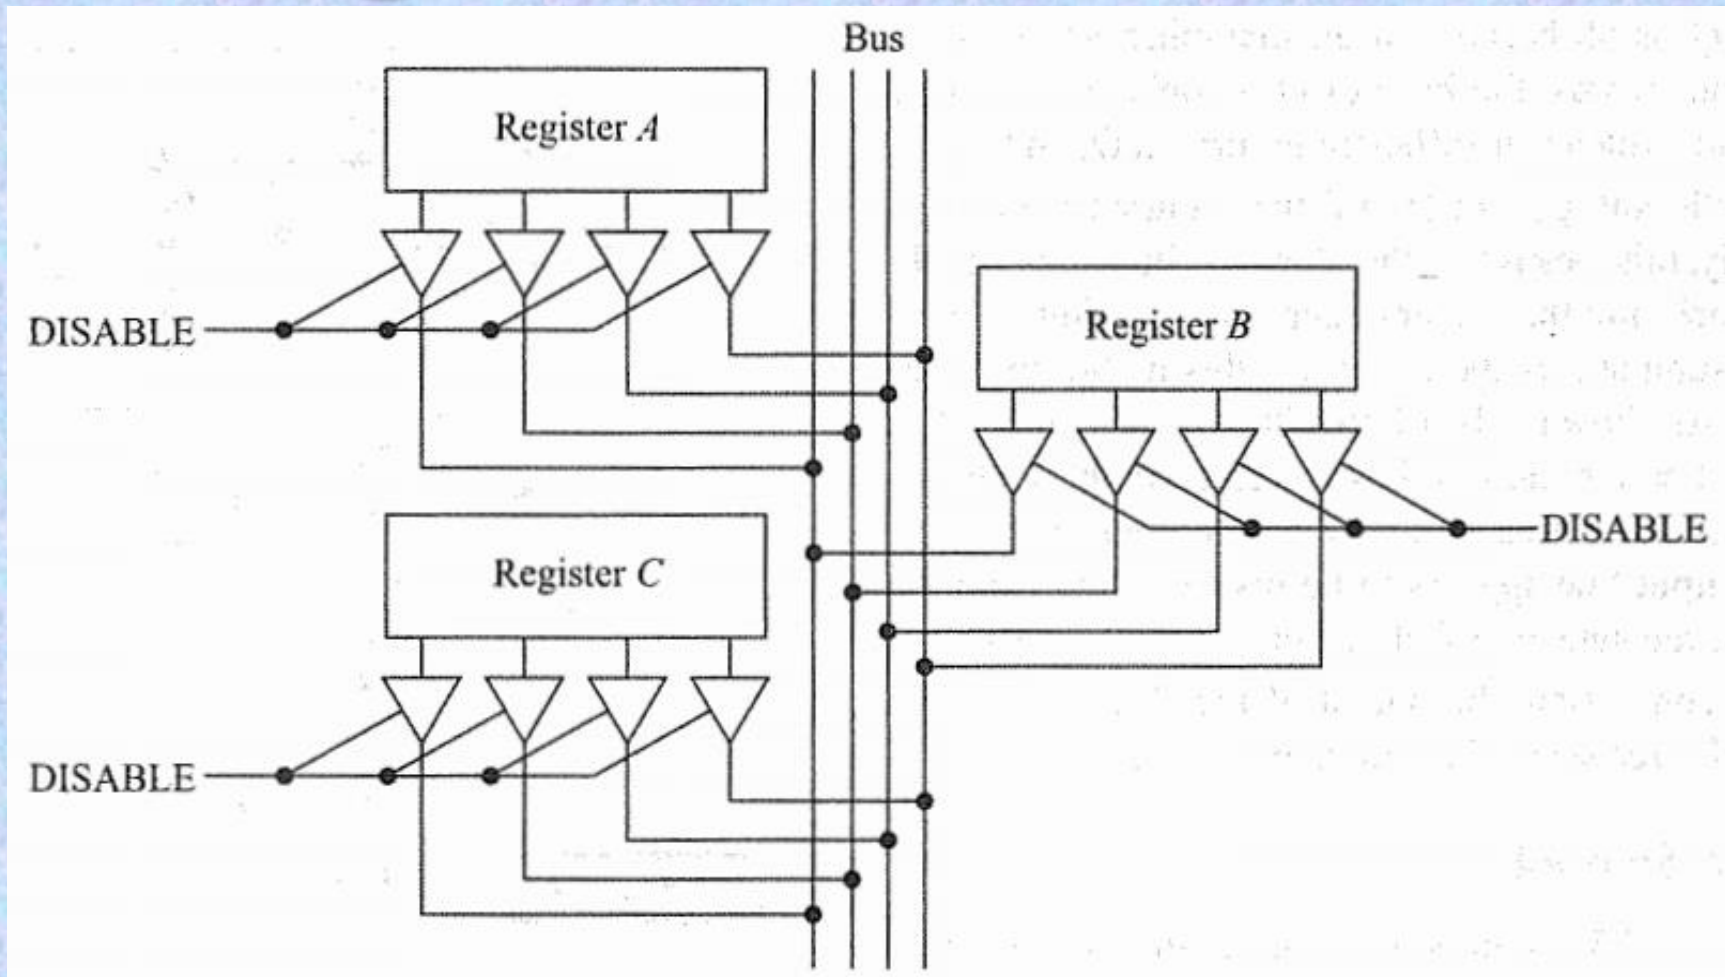 Bus
Register A
DISABLE
Register B
DISABLE
Register C
DISABLE